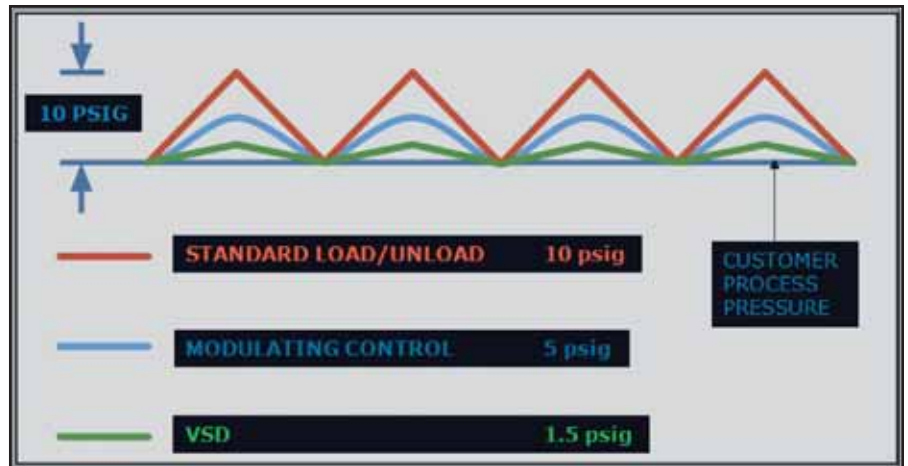 10 PSIG
STANDARD LOAD/UNLOAD 10 psig
CUSTOMER
PROCESS
PRESSURE
MODULATING CONTROL 5 psig
VSD 1.5 psig